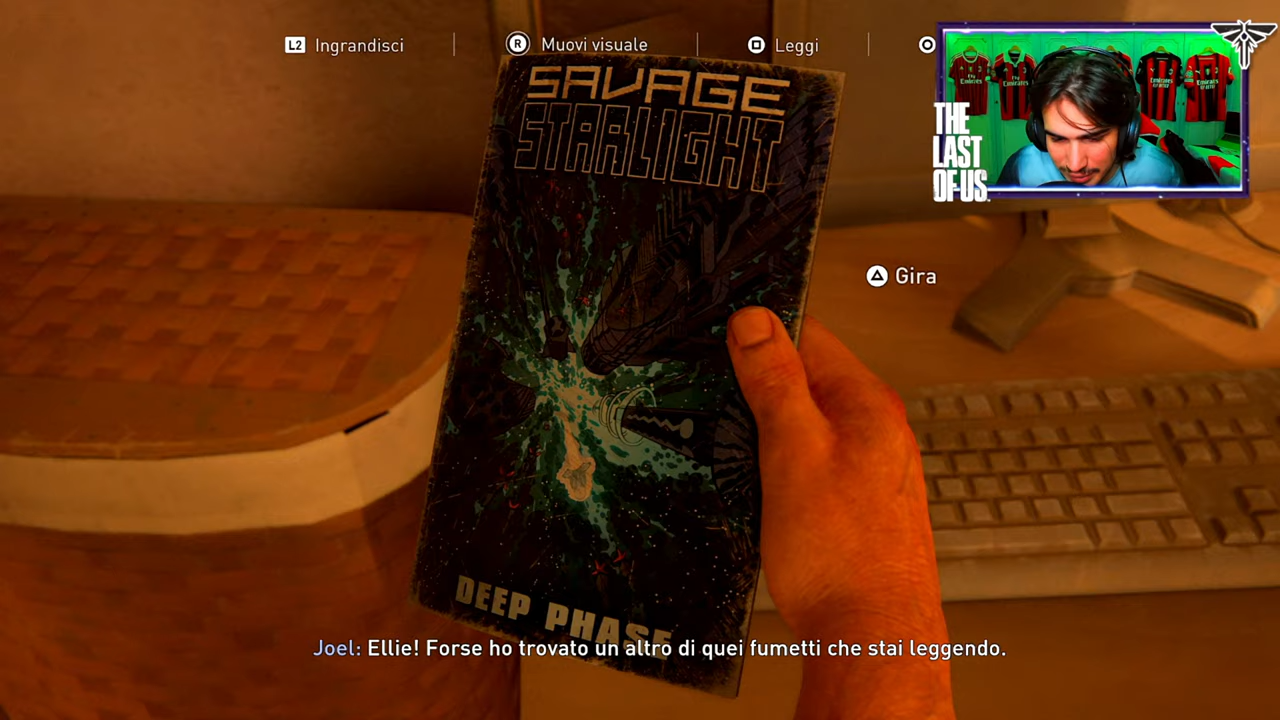 L2 Ingrandisci
R Muovi visuale
Leggi
SAVAGE
STARLIGHT
THE
LAST
OF US
Gira
DEEP PHASE
Joel: Ellie! Forse ho trovato un altro di quei fumetti che stai leggendo.